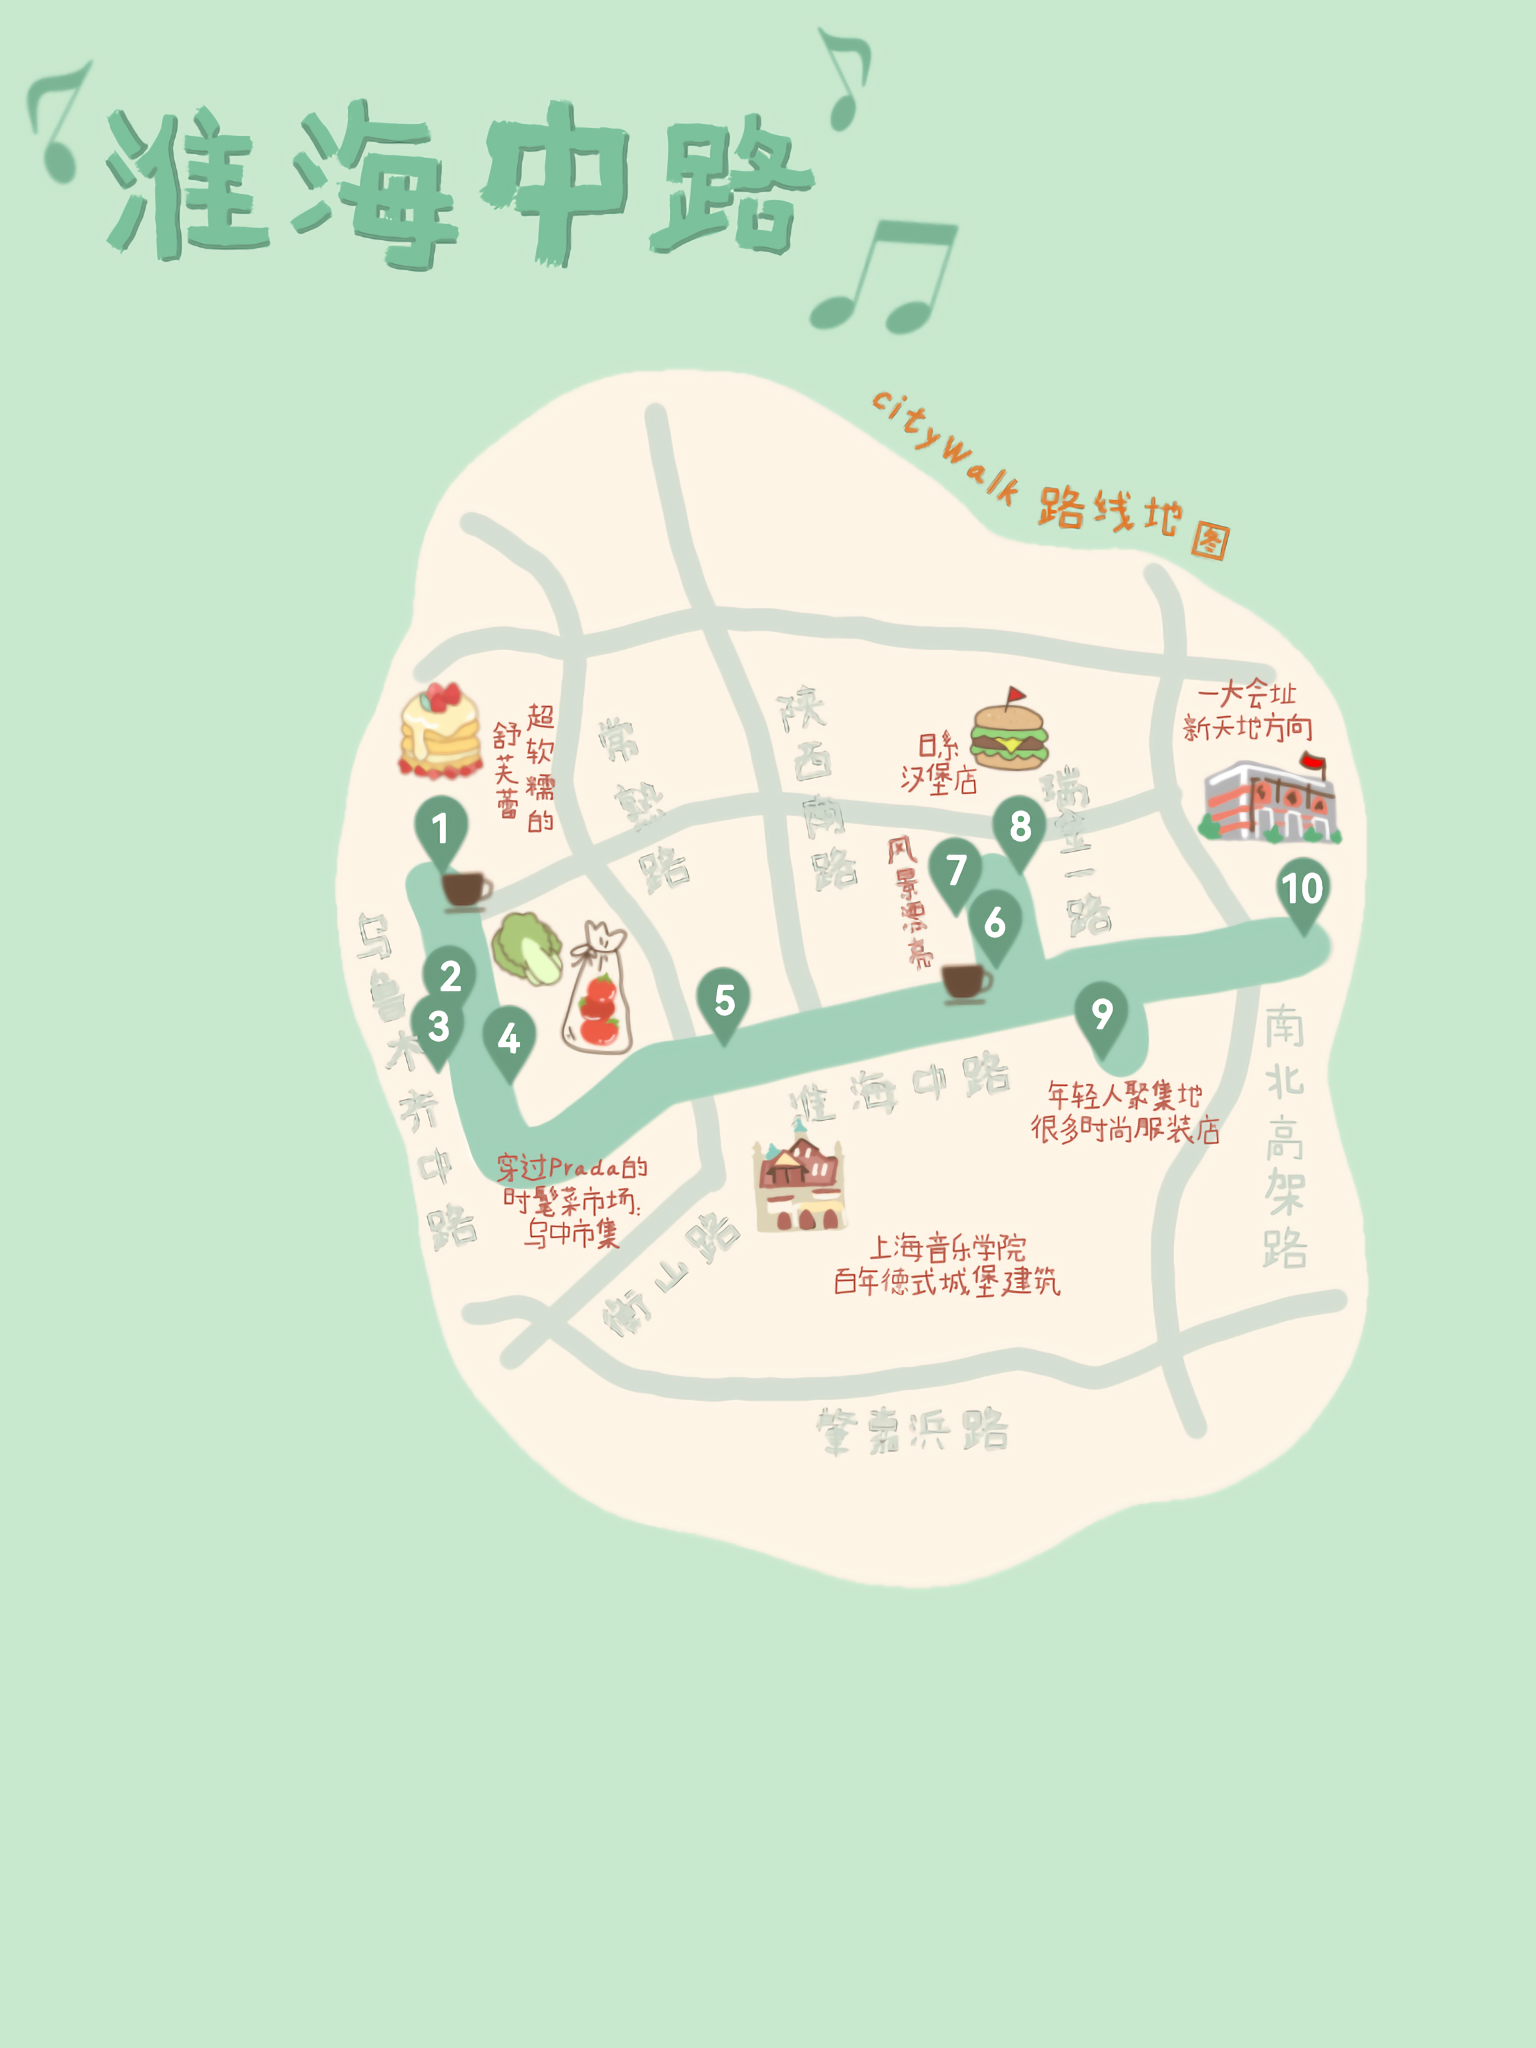 淮海中路
cityWalk 路线地图
超软糯的
舒芙蕾
常熟路
陕西南路
日系
汉堡店
瑞金一路
一大会址
新天地方向
1
8
7
风景漂亮
10
6
乌鲁木齐中路
2
5
3
4
9
南北高架路
淮海中路
年轻人聚集地
很多时尚服装店
穿过Prada的
时髦菜市场:
乌中市集
衡山路
上海音乐学院
百年德式城堡建筑
肇嘉浜路